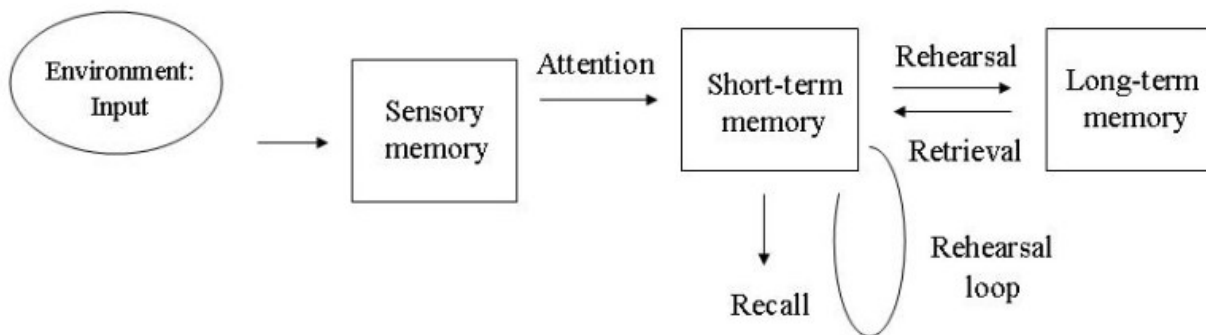 Environment:
Input
Sensory
memory
Attention
Short-term
memory
Rehearsal
Retrieval
Long-term
memory
Rehearsal
loop
Recall